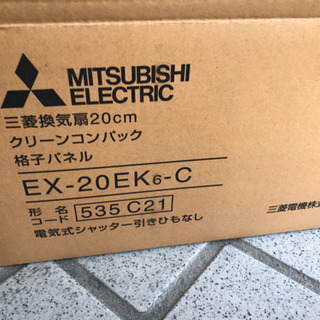 MITSUBISHI
ELECTRIC
三菱換気扇20cm
クリーンコンパック
格子パネル
EX-20EK6-C
形名コード 535 C21
電気式シャッター引きひもなし
三菱電機株式